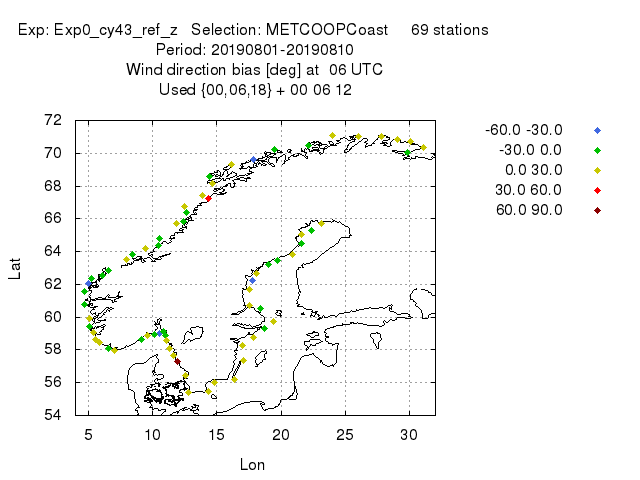 Exp: Exp0_cy43_ref_z   Selection: METCOOPCoast     69 stations
Period: 20190801-20190810
Wind direction bias [deg] at  06 UTC
Used {00,06,18} + 00 06 12
72
70
68
66
64
62
60
58
56
54
Lat
5 10 15 20 25 30
Lon
-60.0 -30.0
-30.0 0.0
0.0 30.0
30.0 60.0
60.0 90.0